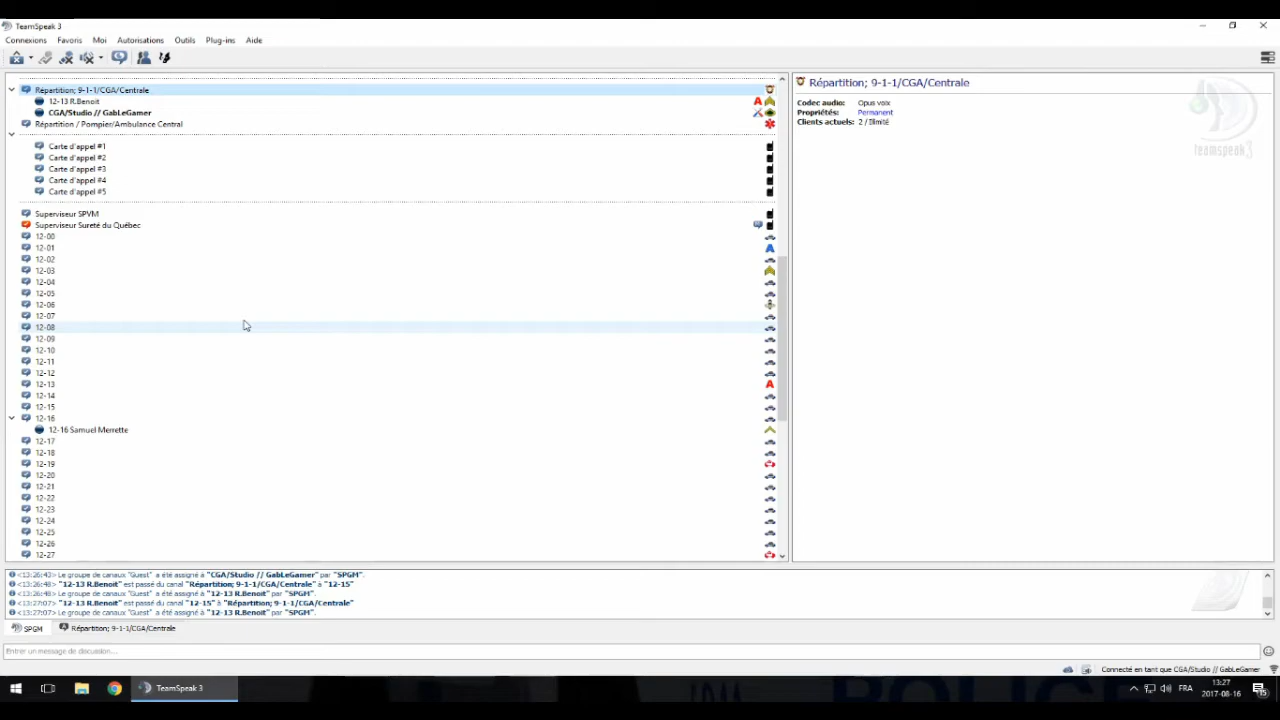 TeamSpeak 3
Connexions Favoris Moi Autorisations Outils Plug-ins Aide
Répartition; 9-1-1/CGA/Centrale
12-13 R.Benoit
CGA/Studio // GabLeGamer
Répartition / Pompier/Ambulance Central
Carte d'appel #1
Carte d'appel #2
Carte d'appel #3
Carte d'appel #4
Carte d'appel #5
Superviseur SPVM
Superviseur Sureté du Québec
12-00
12-01
12-02
12-03
12-04
12-05
12-06
12-07
12-08
12-09
12-10
12-11
12-12
12-13
12-14
12-15
12-16
12-16 Samuel Merrette
12-17
12-18
12-19
12-20
12-21
12-22
12-23
12-24
12-25
12-26
12-27
Répartition; 9-1-1/CGA/Centrale
Codec audio: Opus voix
Propriétés: Permanent
Clients actuels: 2 / Illimité
teamspeak3
<13:26:43> Le groupe de canaux "Guest" a été assigné à "CGA/Studio // GabLeGamer" par "SPGM".
<13:26:48> "12-13 R.Benoit" est passé du canal "Répartition; 9-1-1/CGA/Centrale" à "12-15"
<13:26:48> Le groupe de canaux "Guest" a été assigné à "12-13 R.Benoit" par "SPGM".
<13:27:07> "12-13 R.Benoit" est passé du canal "12-15" à "Répartition; 9-1-1/CGA/Centrale"
<13:27:07> Le groupe de canaux "Guest" a été assigné à "12-13 R.Benoit" par "SPGM".
SPGM Répartition; 9-1-1/CGA/Centrale
Entrer un message de discussion...
Connecté en tant que CGA/Studio // GabLeGamer
TeamSpeak 3
FRA
13:27
2017-08-16